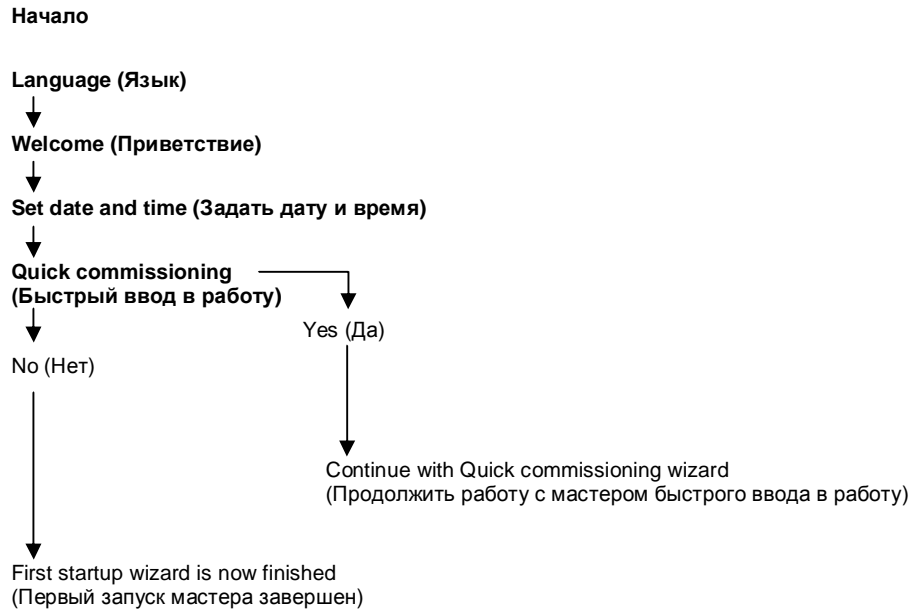 Начало
Language (Язык)
Welcome (Приветствие)
Set date and time (Задать дату и время)
Quick commissioning
(Быстрый ввод в работу)
Yes (Да)
No (Нет)
Continue with Quick commissioning wizard
(Продолжить работу с мастером быстрого ввода в работу)
First startup wizard is now finished
(Первый запуск мастера завершен)